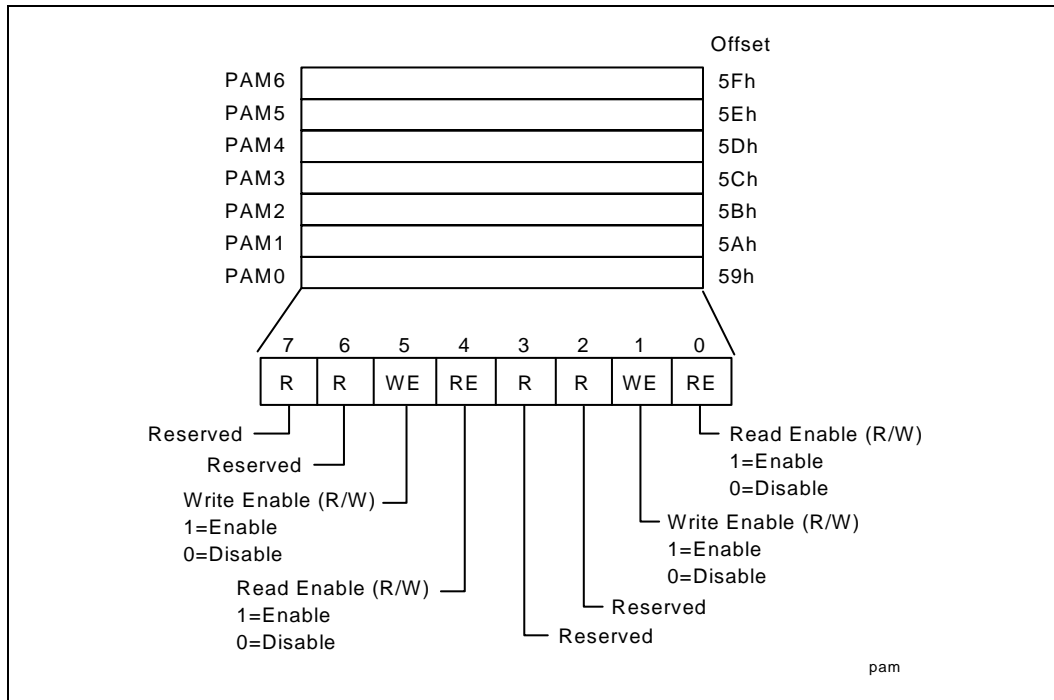 Offset
PAM6 5Fh
PAM5 5Eh
PAM4 5Dh
PAM3 5Ch
PAM2 5Bh
PAM1 5Ah
PAM0 59h
7 6 5 4 3 2 1 0
R R WE RE R R WE RE
Reserved
Reserved
Write Enable (R/W)
1=Enable
0=Disable
Read Enable (R/W)
1=Enable
0=Disable
Read Enable (R/W)
1=Enable
0=Disable
Write Enable (R/W)
1=Enable
0=Disable
Reserved
Reserved
pam